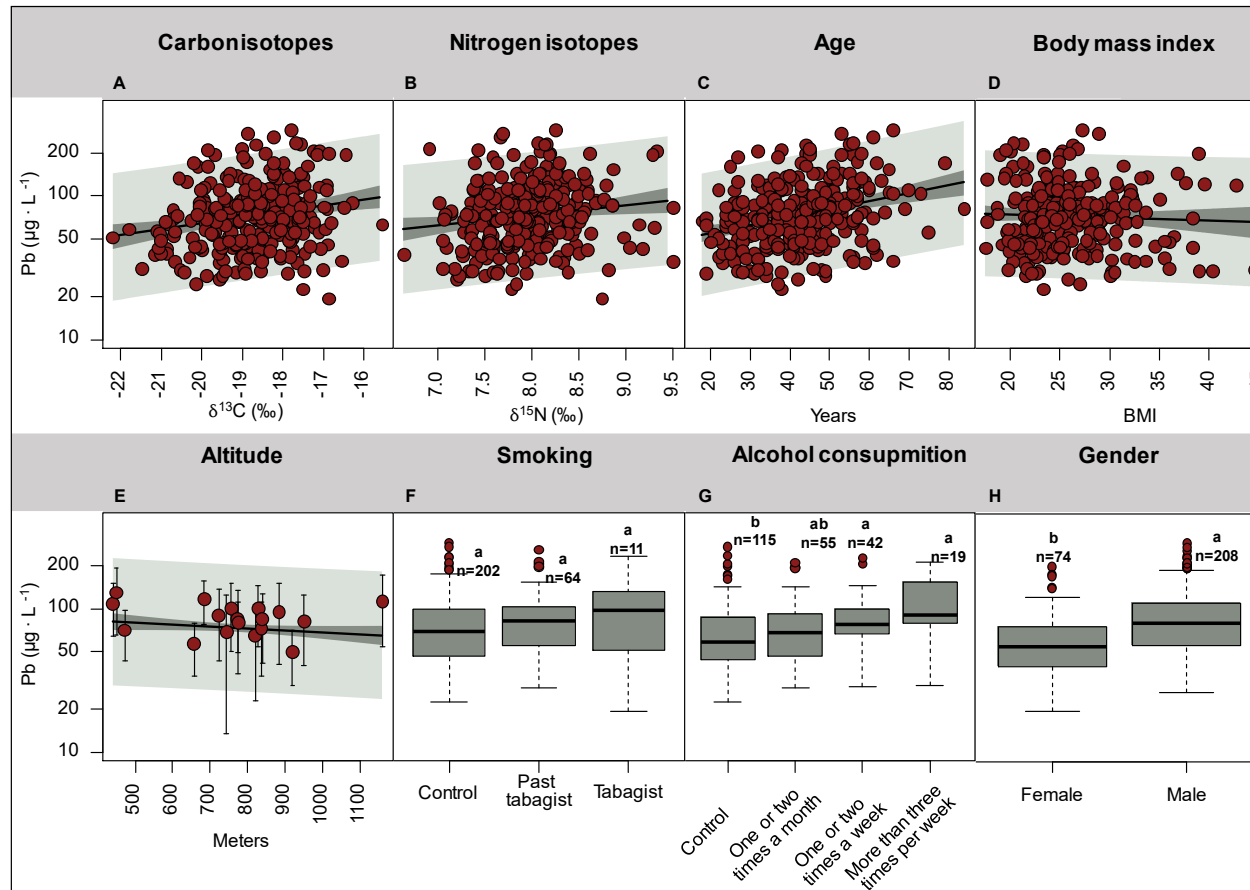 Carbon isotopes
Nitrogen isotopes
Age
Body mass index
A
B
C
D
Pb (µg · L⁻¹)
200
100
50
20
10
-22 -21 -20 -19 -18 -17 -16
δ¹³C (‰)
7.0 7.5 8.0 8.5 9.0 9.5
δ¹⁵N (‰)
20 30 40 50 60 70 80
Years
20 25 30 35 40 45
BMI
Altitude
Smoking
Alcohol consupmition
Gender
E
F
G
H
Pb (µg · L⁻¹)
200
100
50
20
10
500 600 700 800 900 1000 1100
Meters
a
n=202
a
n=64
a
n=11
Control
Past
tabagist
Tabagist
b
n=115
ab
n=55
a
n=42
a
n=19
Control
One or two
times a month
One or two
times a week
More than three
times per week
b
n=74
a
n=208
Female
Male